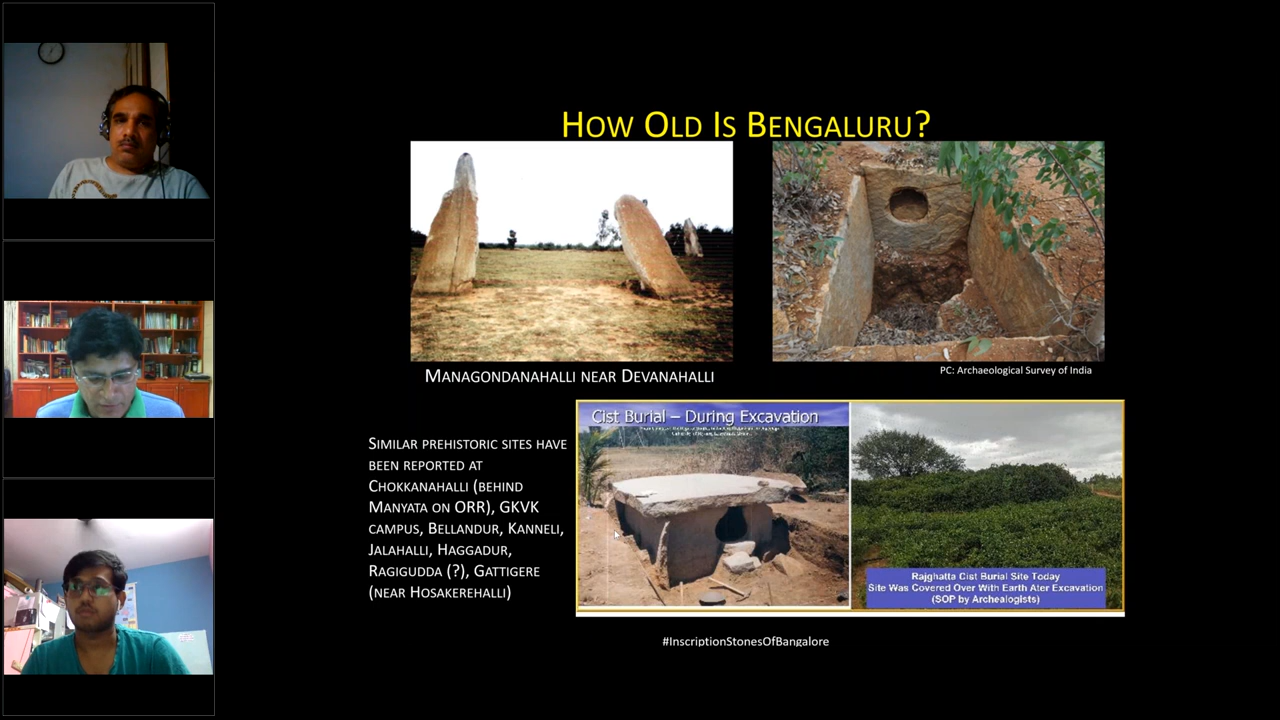 How Old Is Bengaluru?
Managondanahalli near Devanahalli
PC: Archaeological Survey of India
Similar prehistoric sites have
been reported at
Chokkanahalli (behind
Manyata on ORR), GKVK
campus, Bellandur, Kanneli,
Jalahalli, Haggadur,
Ragigudda (?), Gattigere
(near Hosakerehalli)
Cist Burial – During Excavation
Rajghatta Cist Burial Site Today
Site Was Covered Over With Earth Ater Excavation
(SOP by Archealogists)
#InscriptionStonesOfBangalore